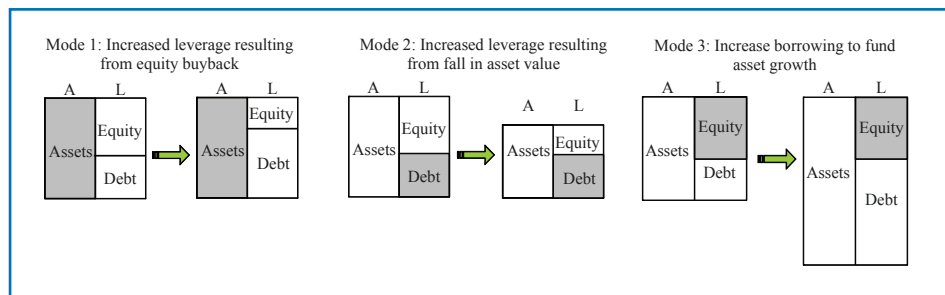 Mode 1: Increased leverage resulting
from equity buyback
A L A L
Assets Equity Debt
Assets Equity Debt
Mode 2: Increased leverage resulting
from fall in asset value
A L A L
Assets Equity Debt
Assets Equity Debt
Mode 3: Increase borrowing to fund
asset growth
A L A L
Assets Equity Debt
Assets Equity Debt